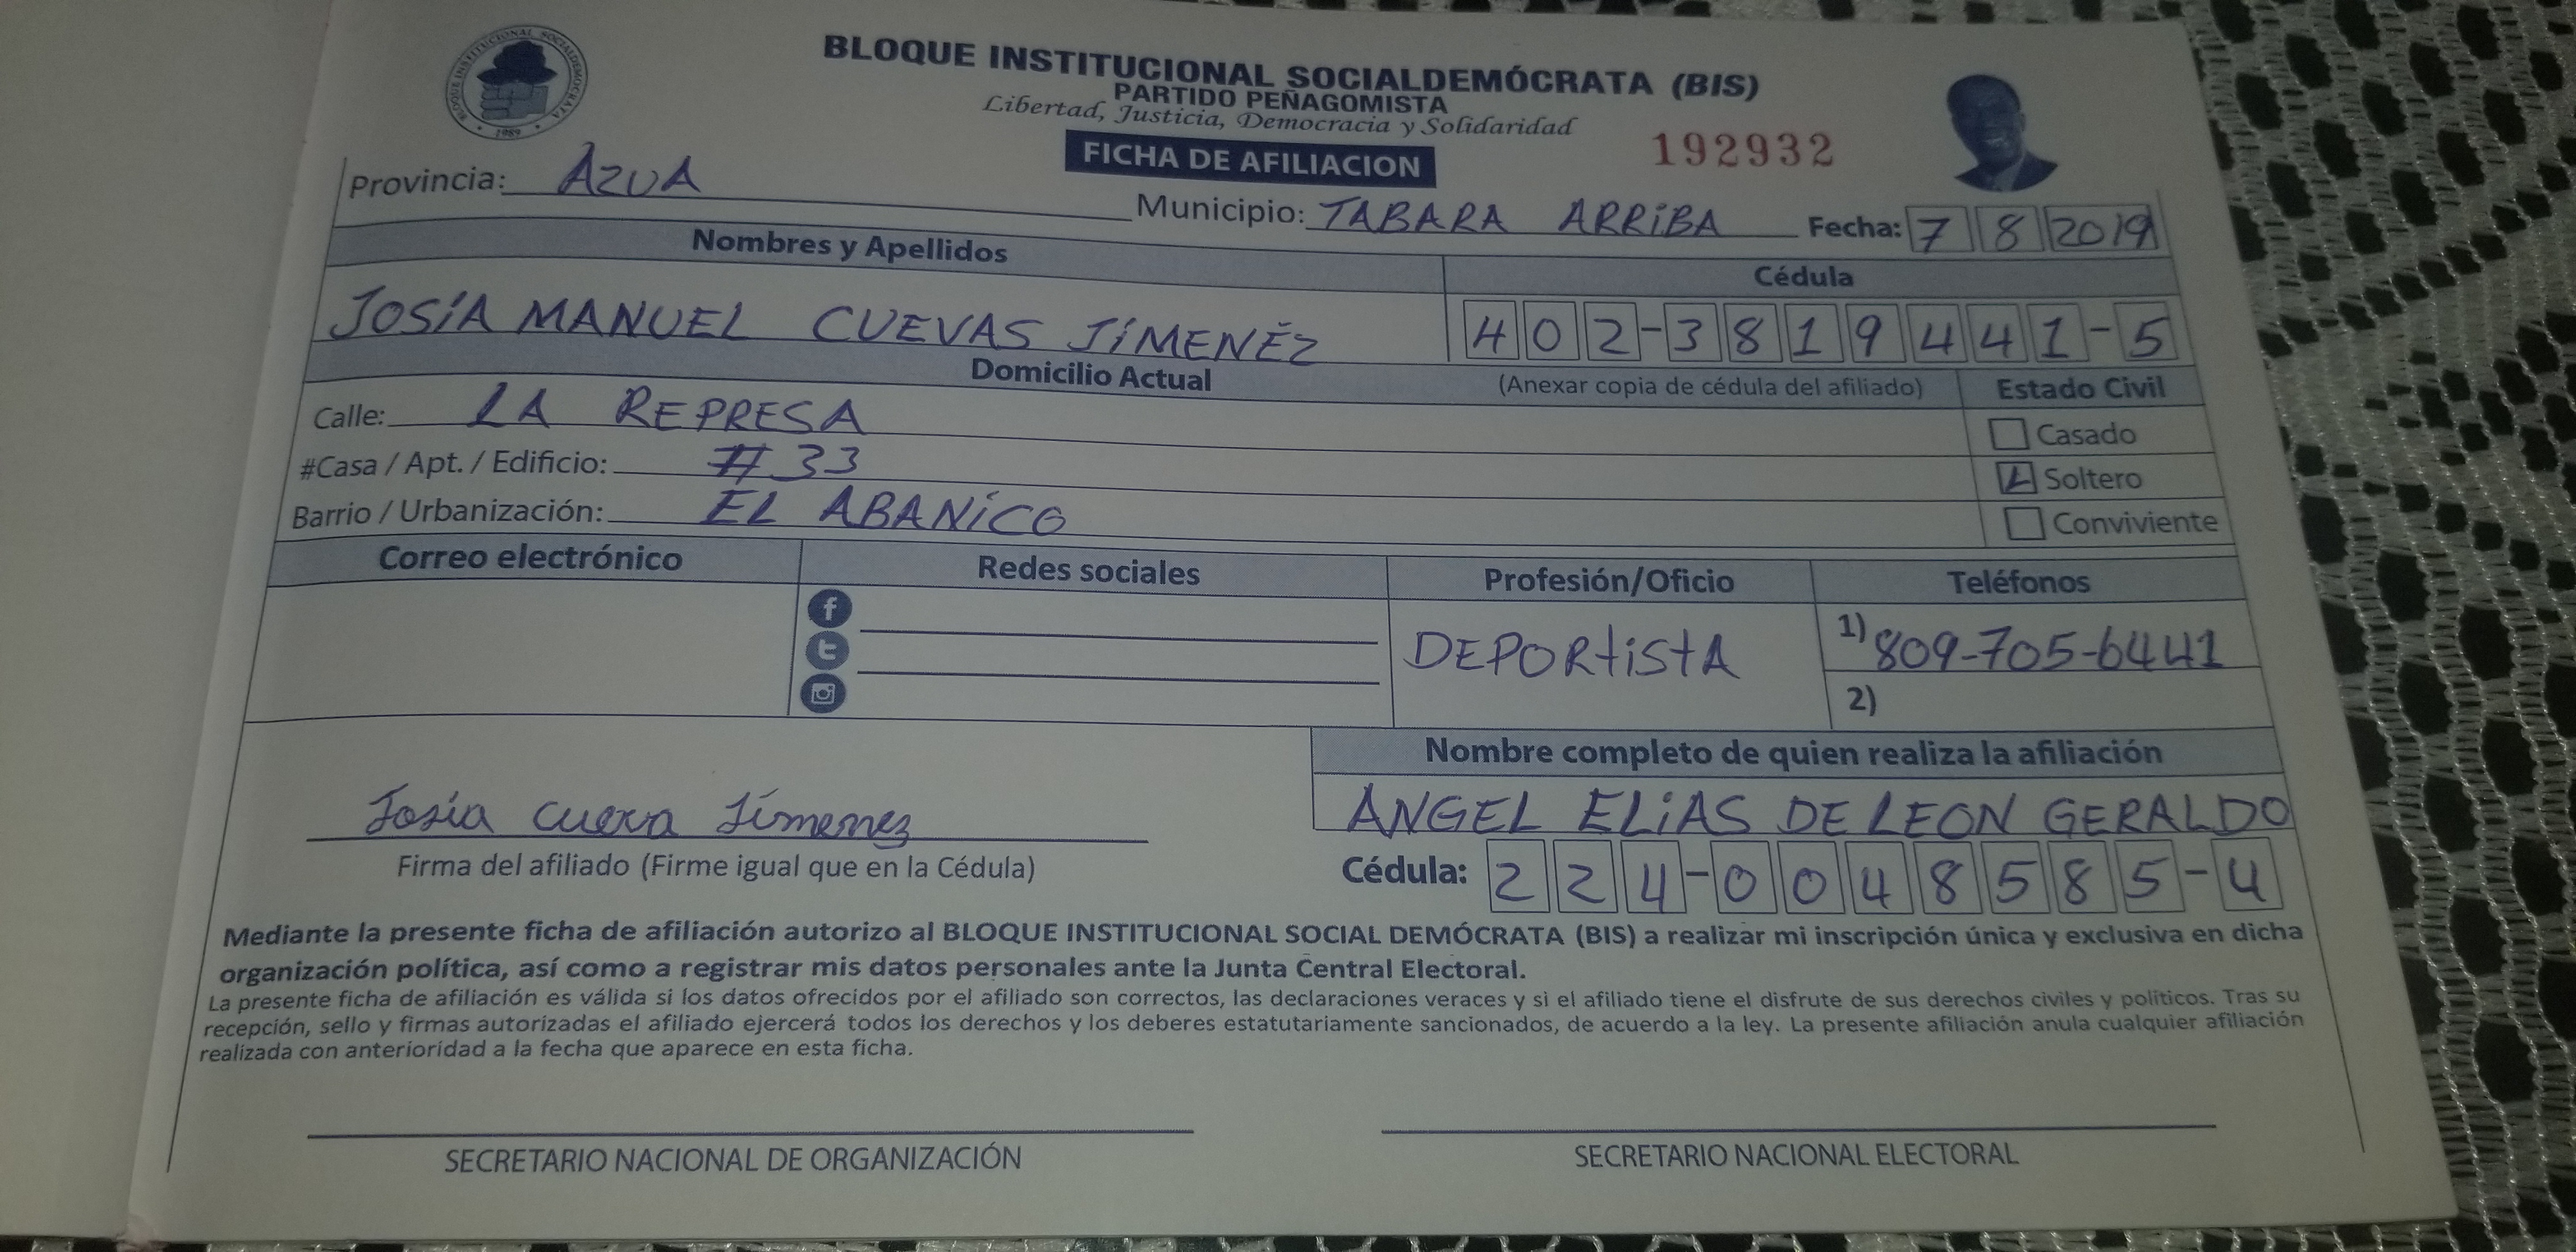 BLOQUE INSTITUCIONAL SOCIALDEMÓCRATA
1989
BLOQUE INSTITUCIONAL SOCIALDEMÓCRATA (BIS)
PARTIDO PEÑAGOMISTA
Libertad, Justicia, Democracia y Solidaridad
FICHA DE AFILIACION
192932
Provincia: AZUA
Municipio: TABARA ARRiBA
Fecha: 7 8 2019
Nombres y Apellidos
Cédula
JOSíA MANUEL CUEVAS JiMENÉZ
402-3819441-5
Domicilio Actual
(Anexar copia de cédula del afiliado)
Estado Civil
Calle: LA REPRESA
Casado
#Casa / Apt. / Edificio: #33
Soltero
Barrio / Urbanización: EL ABANiCO
Conviviente
Correo electrónico
Redes sociales
Profesión/Oficio
Teléfonos
DEPORtistA
1) 809-705-6441
2)
Nombre completo de quien realiza la afiliación
ANGEL ELiAS DE LEON GERALDO
Josía cueva Jímenez
Firma del afiliado (Firme igual que en la Cédula)
Cédula: 224-0048585-4
Mediante la presente ficha de afiliación autorizo al BLOQUE INSTITUCIONAL SOCIAL DEMÓCRATA (BIS) a realizar mi inscripción única y exclusiva en dicha
organización política, así como a registrar mis datos personales ante la Junta Central Electoral.
La presente ficha de afiliación es válida si los datos ofrecidos por el afiliado son correctos, las declaraciones veraces y si el afiliado tiene el disfrute de sus derechos civiles y políticos. Tras su
recepción, sello y firmas autorizadas el afiliado ejercerá todos los derechos y los deberes estatutariamente sancionados, de acuerdo a la ley. La presente afiliación anula cualquier afiliación
realizada con anterioridad a la fecha que aparece en esta ficha.
SECRETARIO NACIONAL DE ORGANIZACIÓN
SECRETARIO NACIONAL ELECTORAL